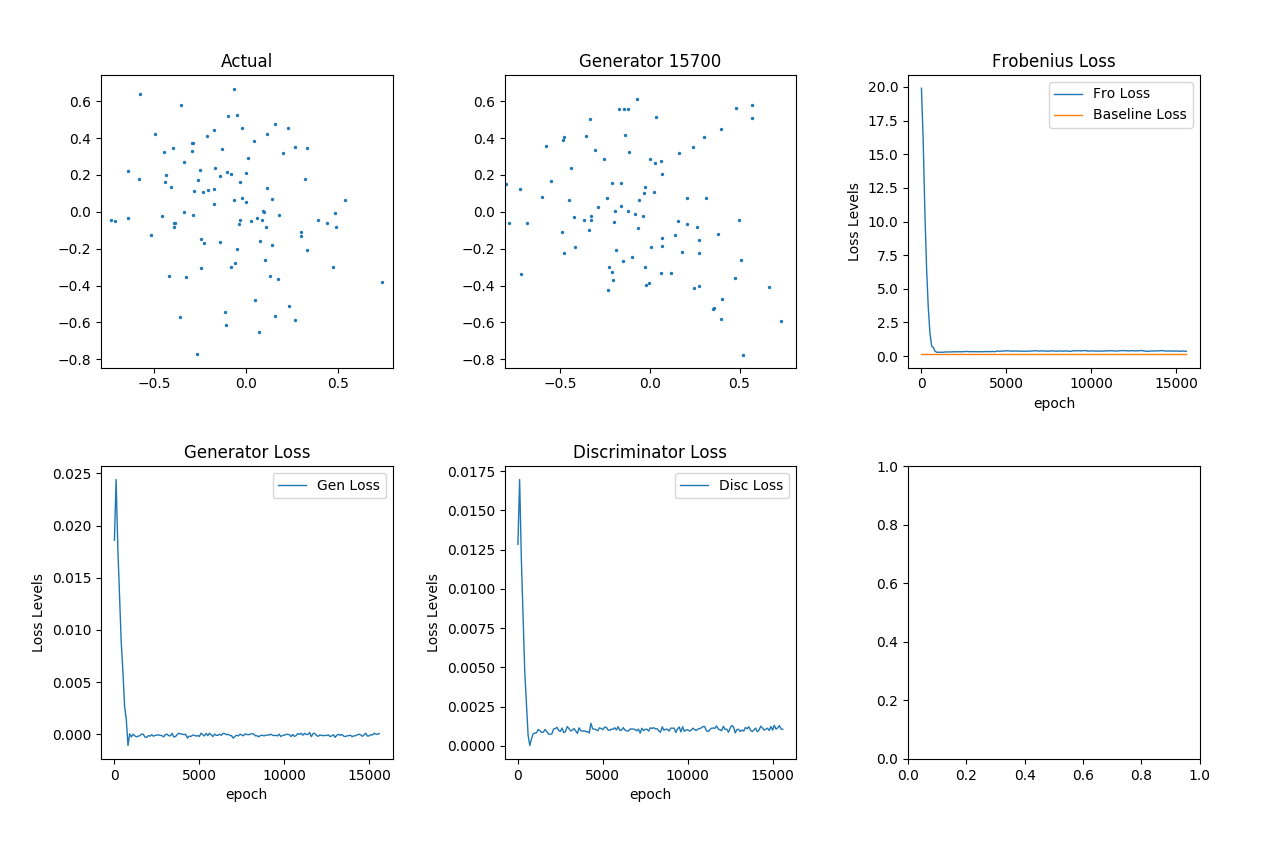 Actual
0.6
0.4
0.2
0.0
−0.2
−0.4
−0.6
−0.8
−0.5 0.0 0.5
Generator 15700
0.6
0.4
0.2
0.0
−0.2
−0.4
−0.6
−0.8
−0.5 0.0 0.5
Frobenius Loss
Fro Loss
Baseline Loss
Loss Levels
20.0
17.5
15.0
12.5
10.0
7.5
5.0
2.5
0.0
0 5000 10000 15000
epoch
Generator Loss
Gen Loss
Loss Levels
0.025
0.020
0.015
0.010
0.005
0.000
0 5000 10000 15000
epoch
Discriminator Loss
Disc Loss
Loss Levels
0.0175
0.0150
0.0125
0.0100
0.0075
0.0050
0.0025
0.0000
0 5000 10000 15000
epoch
1.0
0.8
0.6
0.4
0.2
0.0
0.0 0.2 0.4 0.6 0.8 1.0